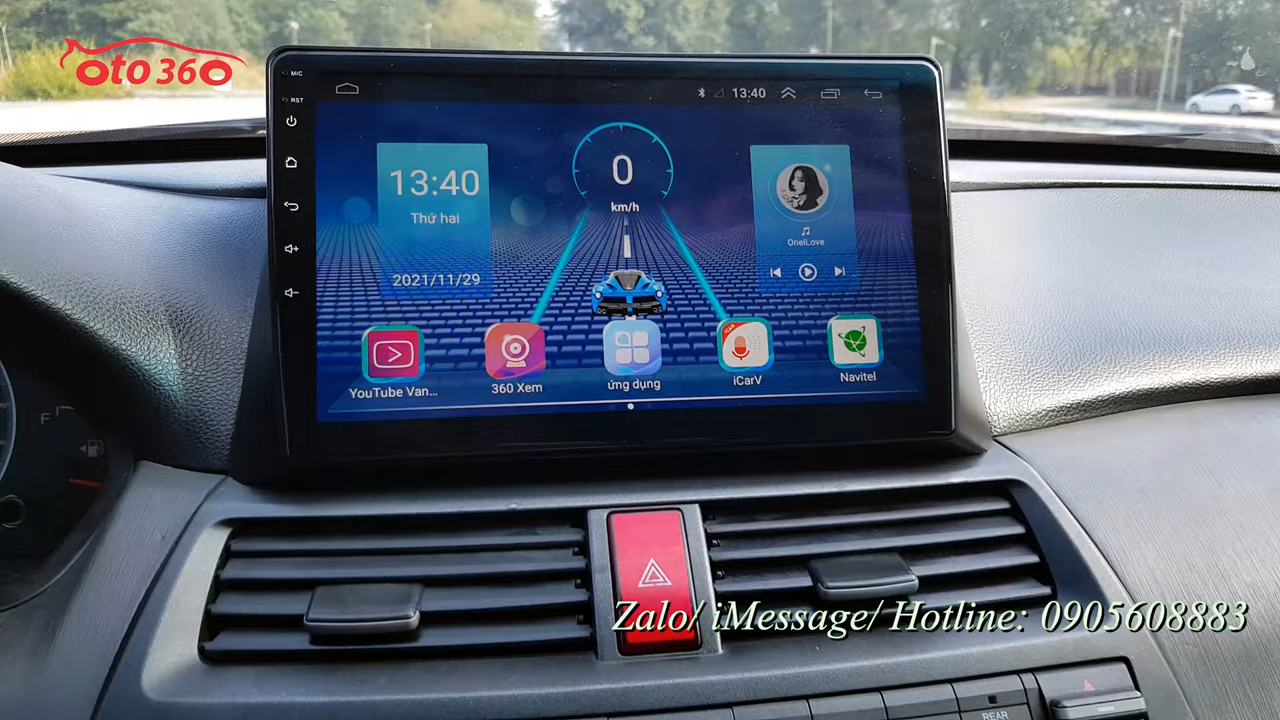 oto360
MIC
RST
13:40
13:40
Thứ hai
2021/11/29
0
km/h
OnelLove
YouTube Van...
360 Xem
ứng dụng
iCarV
Navitel
F
Zalo/ iMessage/ Hotline: 0905608883
REAR